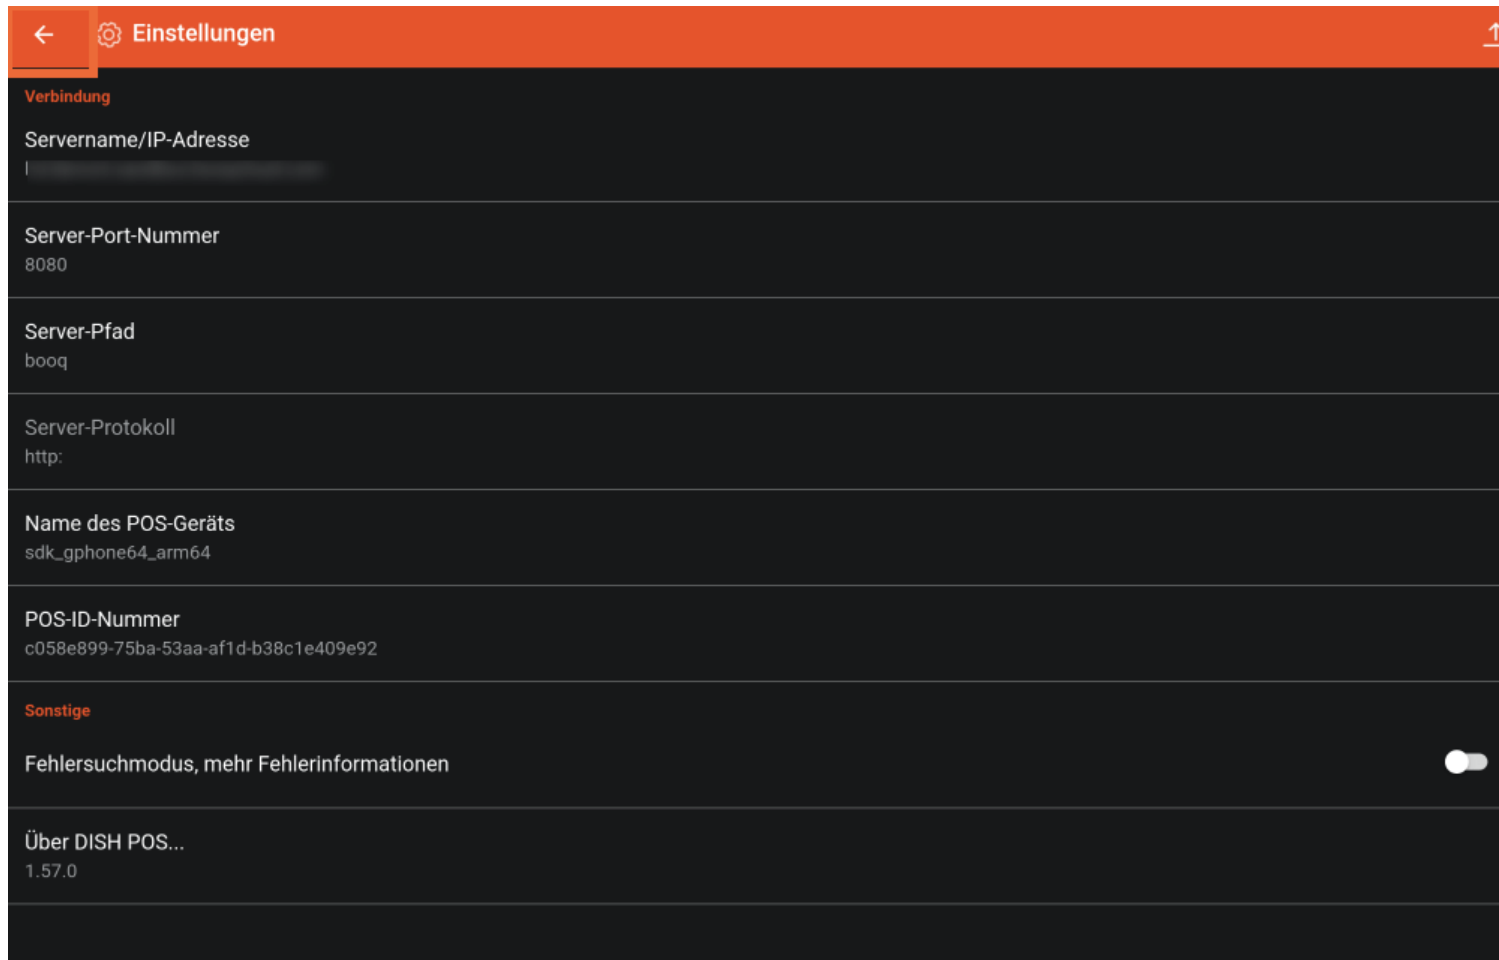 Einstellungen
Verbindung
Servername/IP-Adresse
Server-Port-Nummer
8080
Server-Pfad
booq
Server-Protokoll
http:
Name des POS-Geräts
sdk_gphone64_arm64
POS-ID-Nummer
c058e899-75ba-53aa-af1d-b38c1e409e92
Sonstige
Fehlersuchmodus, mehr Fehlerinformationen
Über DISH POS...
1.57.0